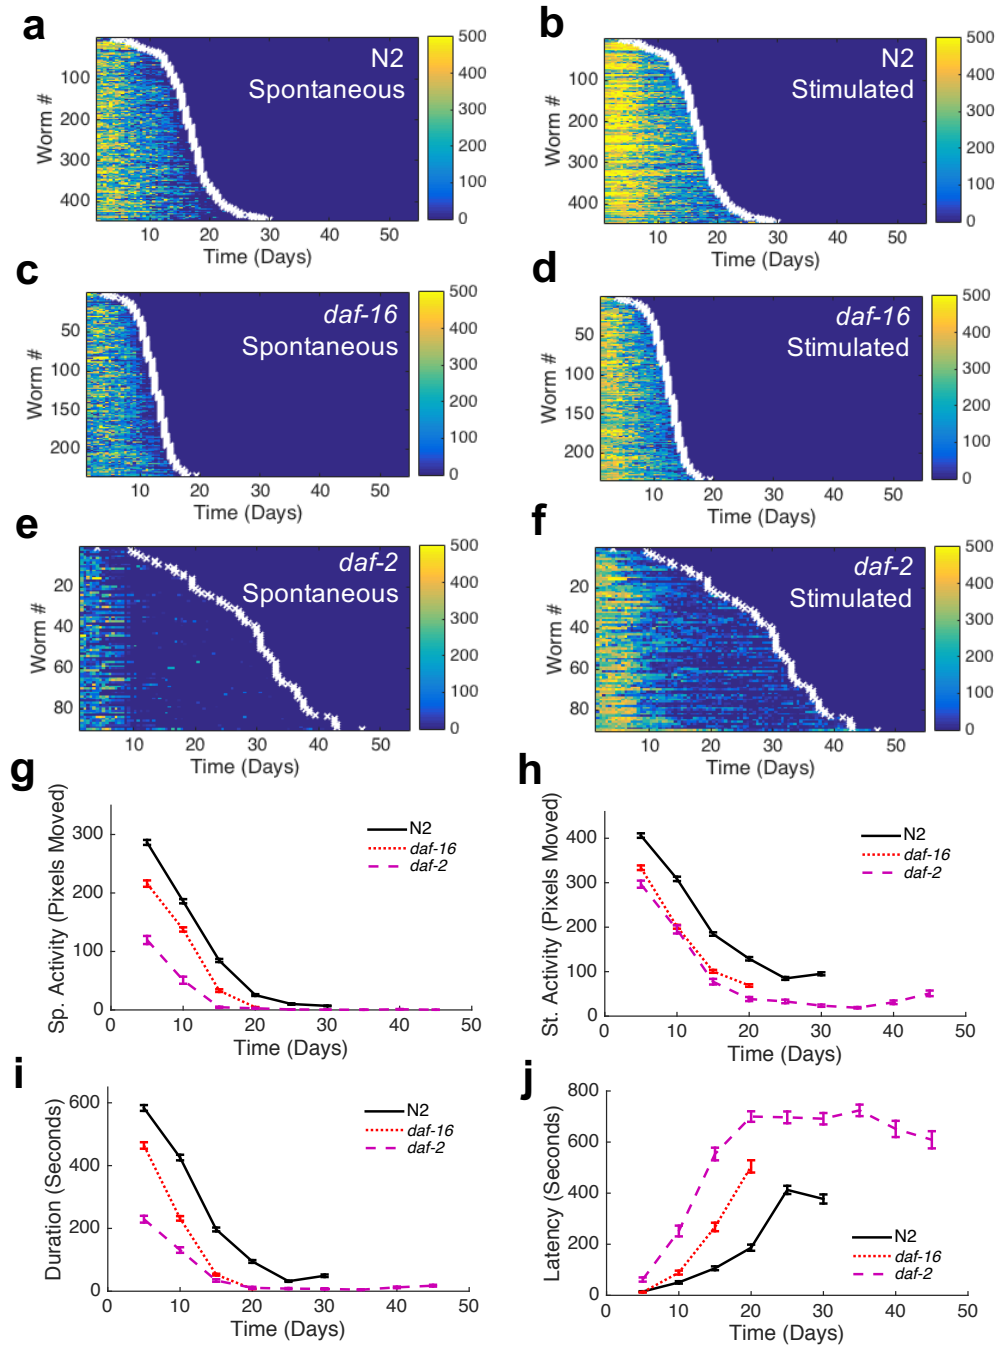 a
N2
Spontaneous
Worm #
100
200
300
400
10 20 30 40 50
Time (Days)
500
400
300
200
100
0
b
N2
Stimulated
Worm #
100
200
300
400
10 20 30 40 50
Time (Days)
500
400
300
200
100
0
c
daf-16
Spontaneous
Worm #
50
100
150
200
10 20 30 40 50
Time (Days)
500
400
300
200
100
0
d
daf-16
Stimulated
Worm #
50
100
150
200
10 20 30 40 50
Time (Days)
500
400
300
200
100
0
e
daf-2
Spontaneous
Worm #
20
40
60
80
10 20 30 40 50
Time (Days)
500
400
300
200
100
0
f
daf-2
Stimulated
Worm #
20
40
60
80
10 20 30 40 50
Time (Days)
500
400
300
200
100
0
g
Sp. Activity (Pixels Moved)
300
200
100
0
0 10 20 30 40 50
Time (Days)
N2
daf-16
daf-2
h
St. Activity (Pixels Moved)
400
300
200
100
0
0 10 20 30 40 50
Time (Days)
N2
daf-16
daf-2
i
Duration (Seconds)
600
400
200
0
0 10 20 30 40 50
Time (Days)
N2
daf-16
daf-2
j
Latency (Seconds)
800
600
400
200
0
0 10 20 30 40 50
Time (Days)
N2
daf-16
daf-2